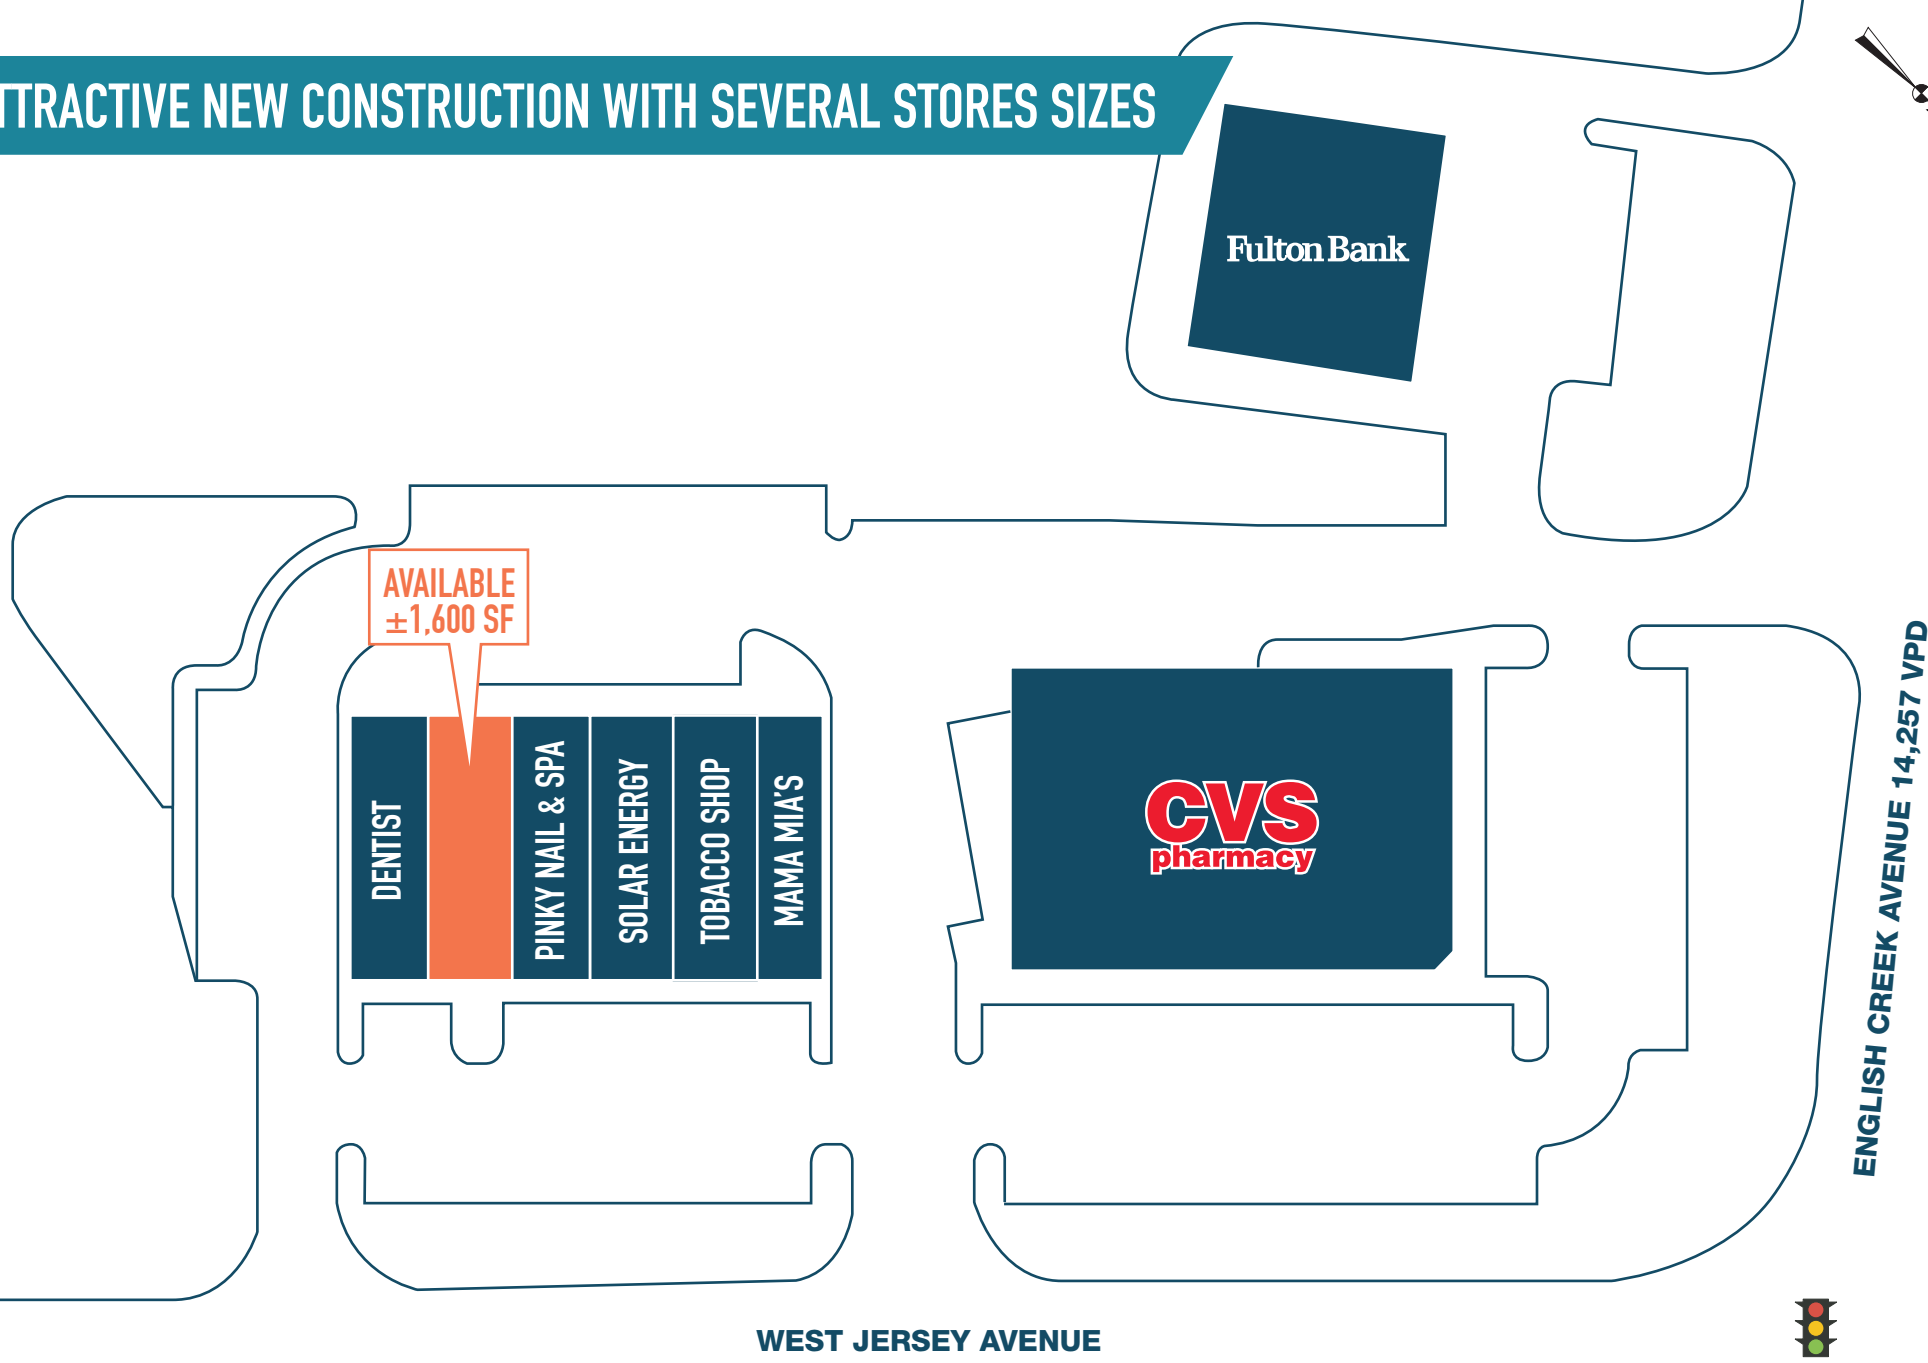 TTRACTIVE NEW CONSTRUCTION WITH SEVERAL STORES SIZES
Fulton Bank
AVAILABLE
±1,600 SF
DENTIST
PINKY NAIL & SPA
SOLAR ENERGY
TOBACCO SHOP
MAMA MIA'S
CVS
pharmacy
ENGLISH CREEK AVENUE 14,257 VPD
WEST JERSEY AVENUE